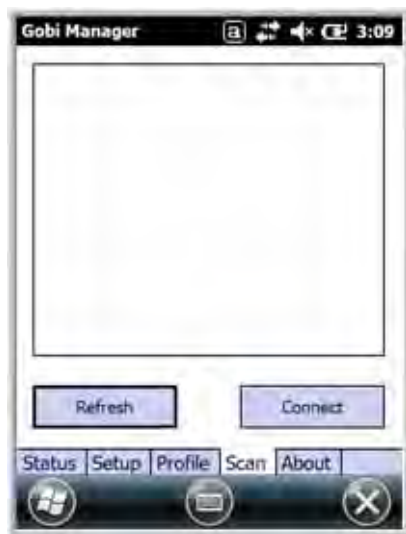 Gobi Manager a 3:09
Refresh Connect
Status Setup Profile Scan About